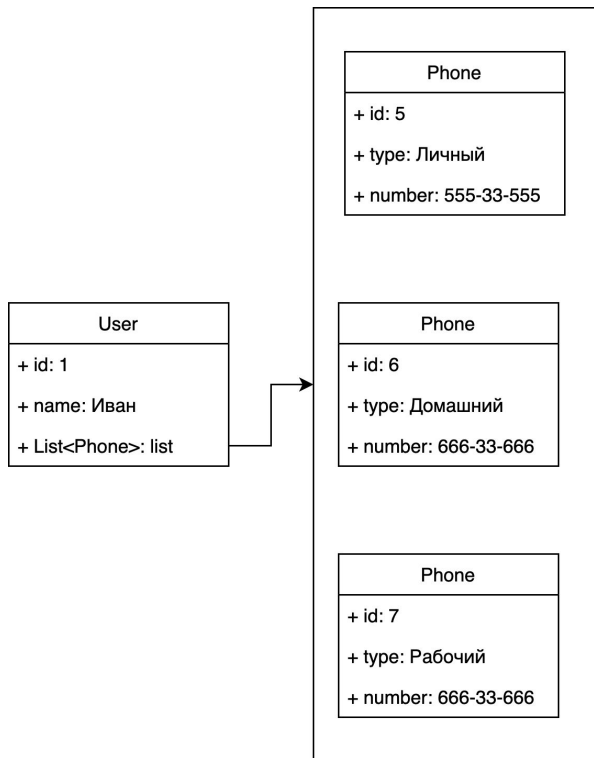 Phone
+ id: 5
+ type: Личный
+ number: 555-33-555
User
+ id: 1
+ name: Иван
+ List<Phone>: list
Phone
+ id: 6
+ type: Домашний
+ number: 666-33-666
Phone
+ id: 7
+ type: Рабочий
+ number: 666-33-666